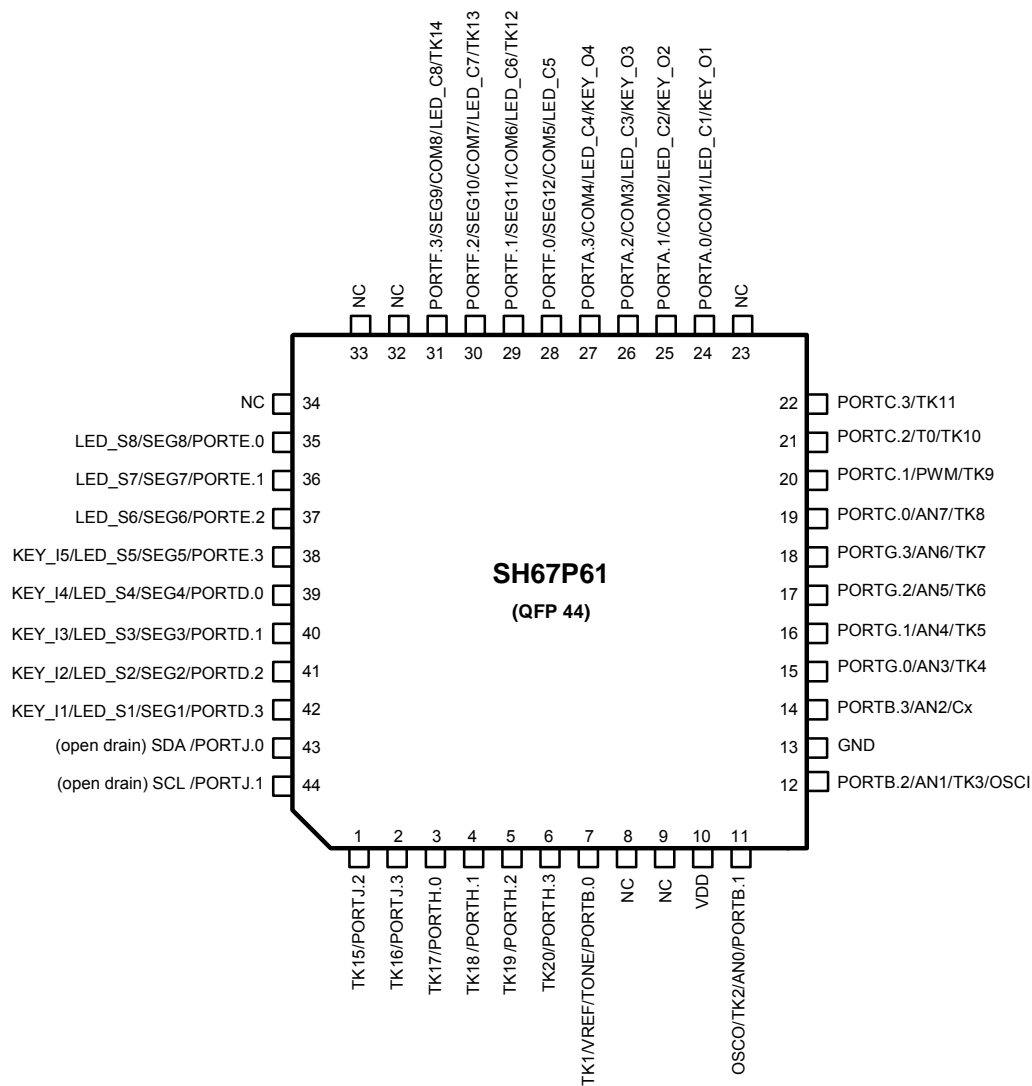 PORTF.3/SEG9/COM8/LED_C8/TK14
PORTF.2/SEG10/COM7/LED_C7/TK13
PORTF.1/SEG11/COM6/LED_C6/TK12
PORTF.0/SEG12/COM5/LED_C5
PORTA.3/COM4/LED_C4/KEY_O4
PORTA.2/COM3/LED_C3/KEY_O3
PORTA.1/COM2/LED_C2/KEY_O2
PORTA.0/COM1/LED_C1/KEY_O1
NC NC NC
33 32 31 30 29 28 27 26 25 24 23
NC 34
LED_S8/SEG8/PORTE.0 35
LED_S7/SEG7/PORTE.1 36
LED_S6/SEG6/PORTE.2 37
KEY_I5/LED_S5/SEG5/PORTE.3 38
KEY_I4/LED_S4/SEG4/PORTD.0 39
KEY_I3/LED_S3/SEG3/PORTD.1 40
KEY_I2/LED_S2/SEG2/PORTD.2 41
KEY_I1/LED_S1/SEG1/PORTD.3 42
(open drain) SDA /PORTJ.0 43
(open drain) SCL /PORTJ.1 44
SH67P61
(QFP 44)
22 PORTC.3/TK11
21 PORTC.2/T0/TK10
20 PORTC.1/PWM/TK9
19 PORTC.0/AN7/TK8
18 PORTG.3/AN6/TK7
17 PORTG.2/AN5/TK6
16 PORTG.1/AN4/TK5
15 PORTG.0/AN3/TK4
14 PORTB.3/AN2/Cx
13 GND
12 PORTB.2/AN1/TK3/OSCI
1 2 3 4 5 6 7 8 9 10 11
TK15/PORTJ.2
TK16/PORTJ.3
TK17/PORTH.0
TK18 /PORTH.1
TK19 /PORTH.2
TK20/PORTH.3
TK1/VREF/TONE/PORTB.0
NC
NC
VDD
OSCO/TK2/AN0/PORTB.1